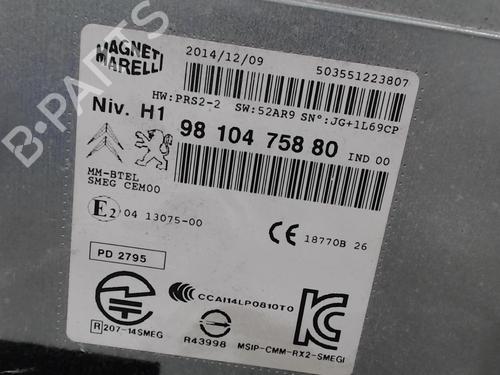 MAGNETI MARELLI
2014/12/09
503551223807
HW:PRS2-2 SW:52AR9 SN°:JG+1L69CP
Niv. H1
98 104 758 80 IND 00
MM-BTEL
SMEG CEM00
E2 04 13075-00
CE 18770B 26
PD 2795
CCAI14LP0810T0
R 207-14SMEG
R43998
MSIP-CMM-RX2-SMEGI
B-PARTS